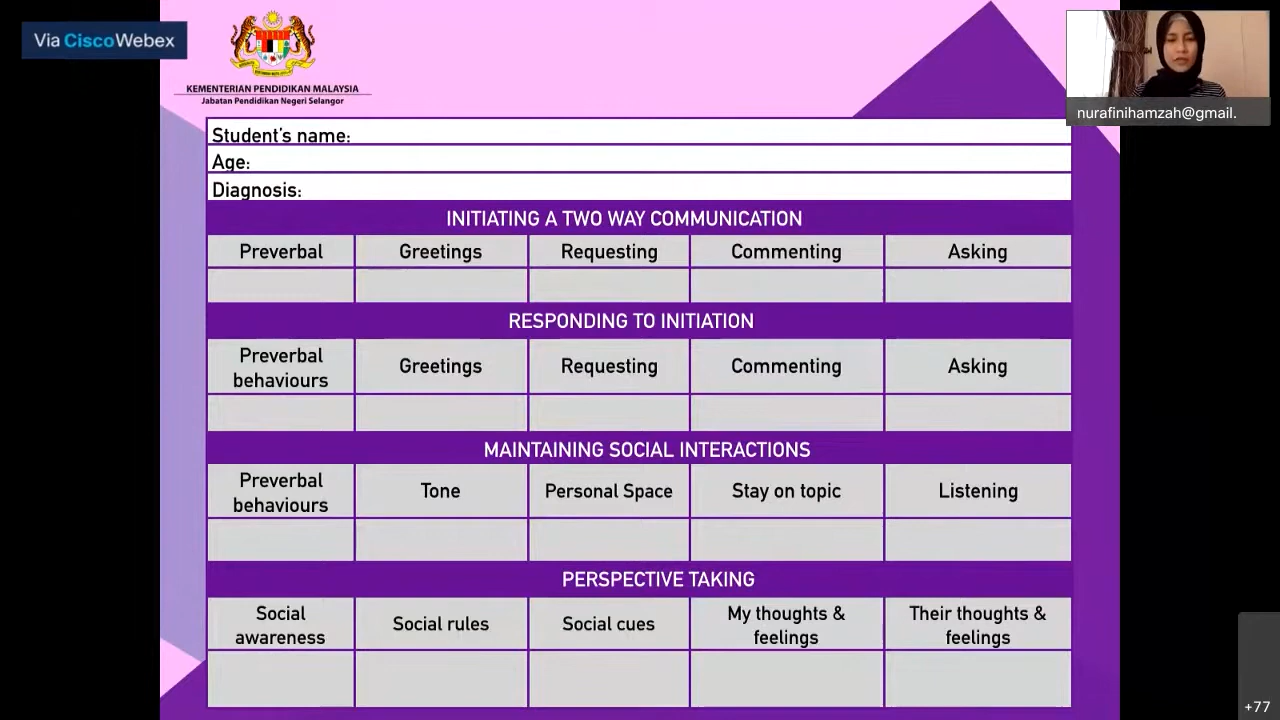 Via Cisco Webex
KEMENTERIAN PENDIDIKAN MALAYSIA
Jabatan Pendidikan Negeri Selangor
nurafinihamzah@gmail.
Student's name:
Age:
Diagnosis:
INITIATING A TWO WAY COMMUNICATION
Preverbal Greetings Requesting Commenting Asking
RESPONDING TO INITIATION
Preverbal behaviours Greetings Requesting Commenting Asking
MAINTAINING SOCIAL INTERACTIONS
Preverbal behaviours Tone Personal Space Stay on topic Listening
PERSPECTIVE TAKING
Social awareness Social rules Social cues My thoughts & feelings Their thoughts & feelings
+77